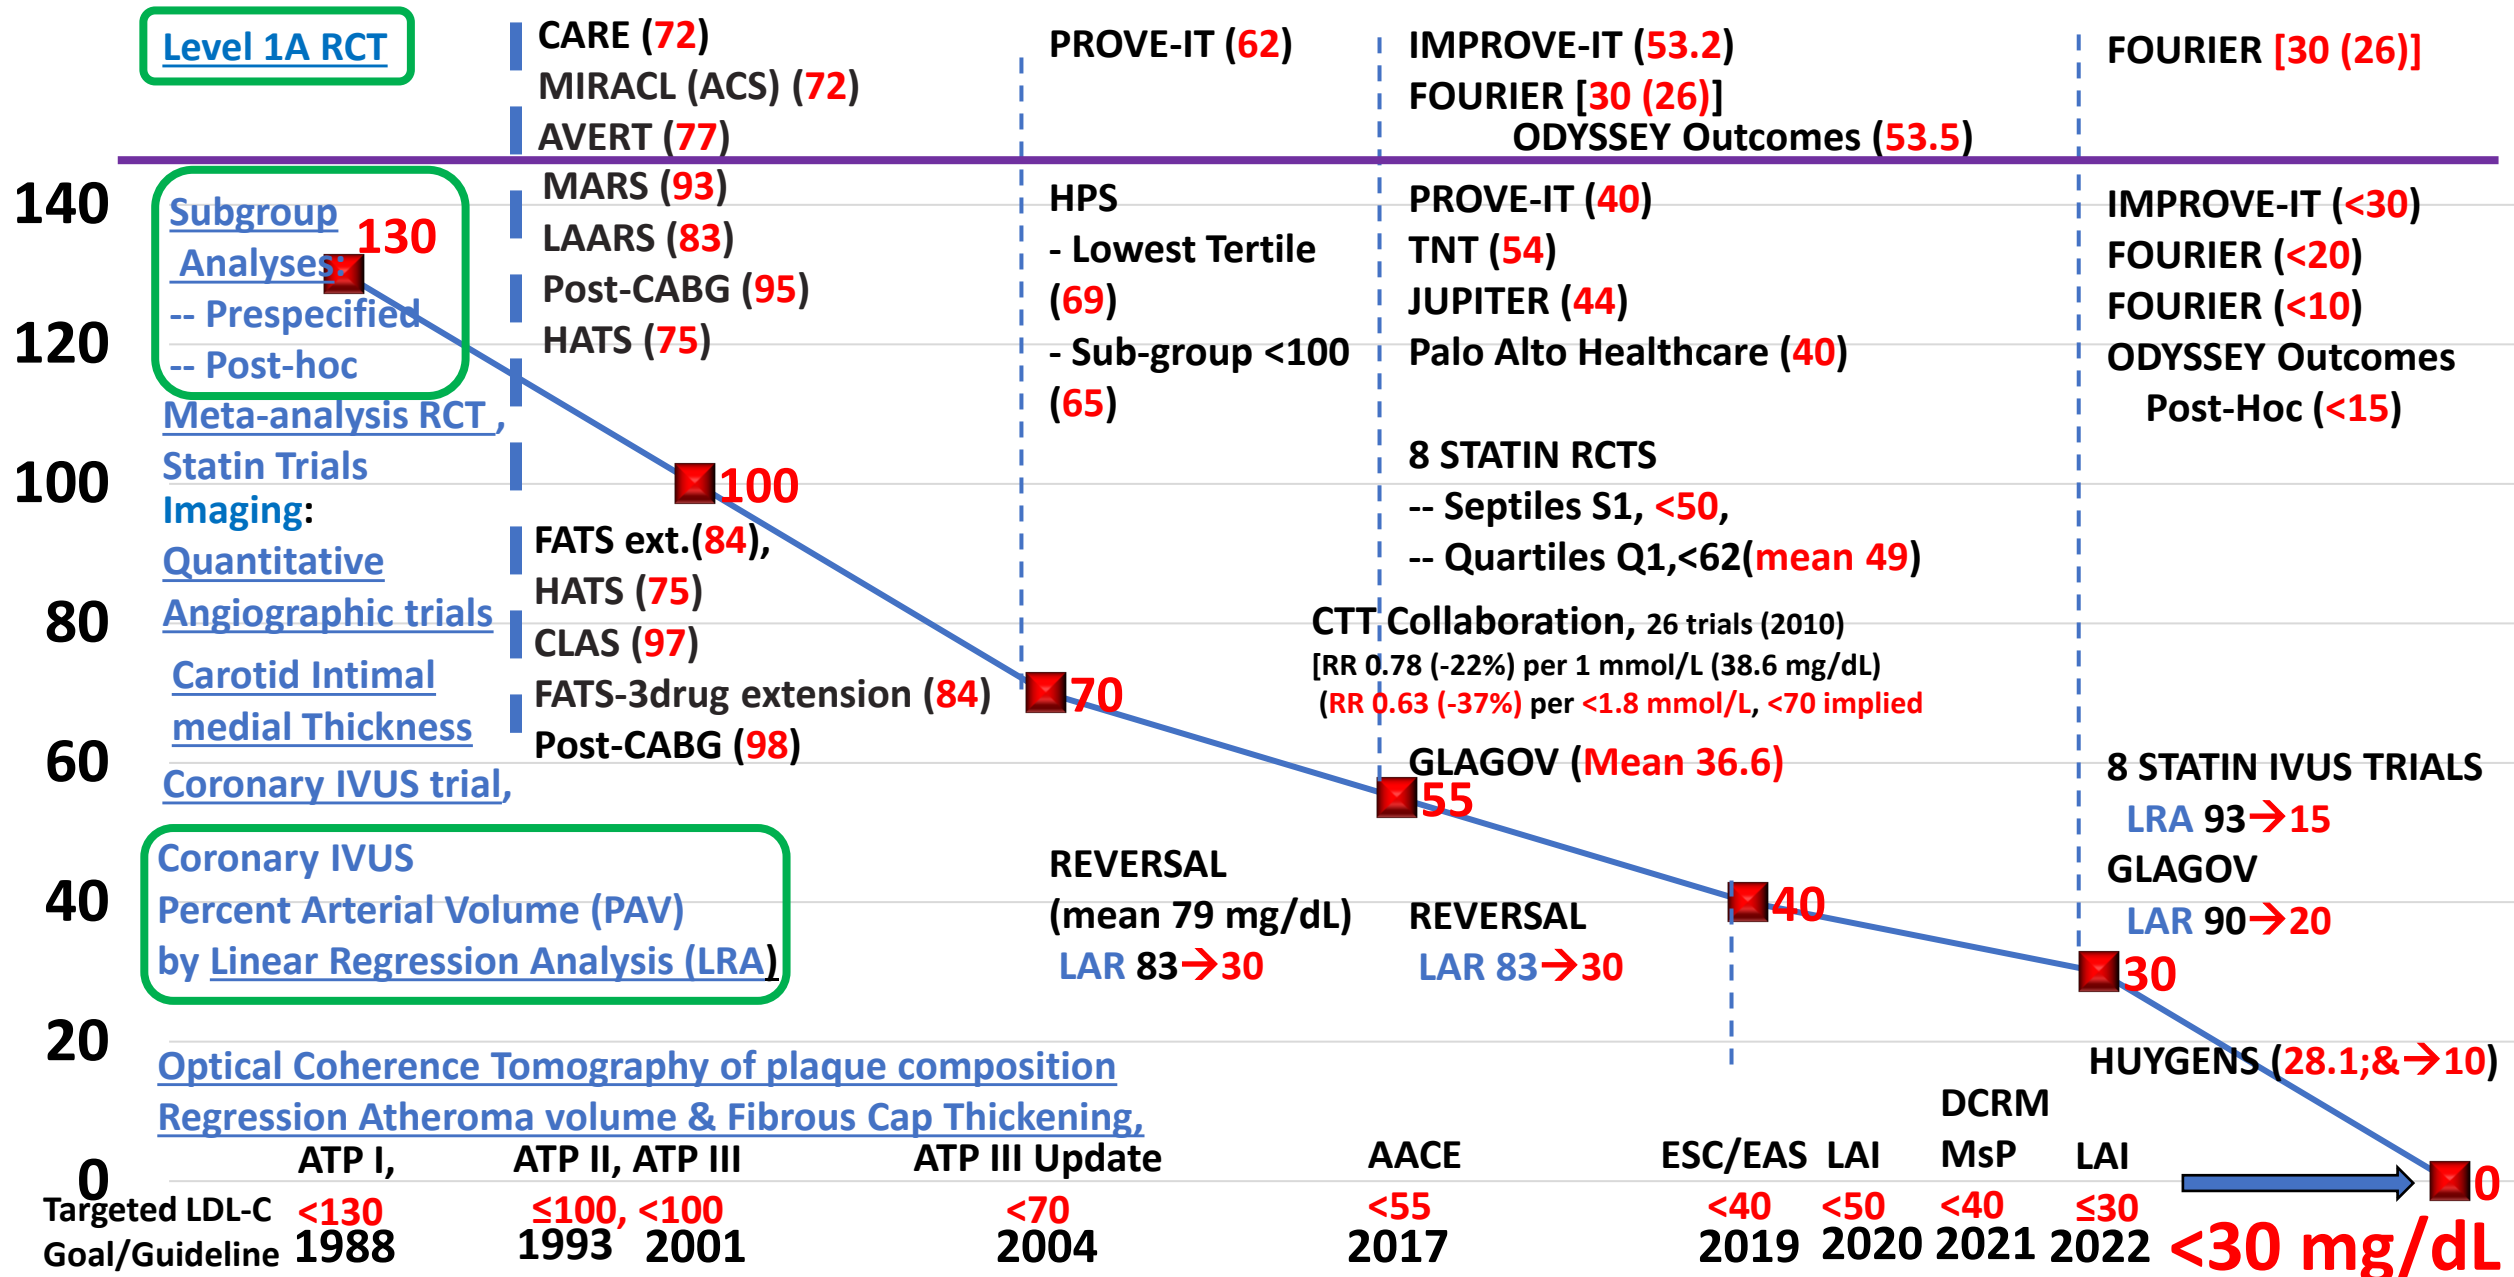 Level 1A RCT
CARE (72)
MIRACL (ACS) (72)
AVERT (77)
PROVE-IT (62)
IMPROVE-IT (53.2)
FOURIER [30 (26)]
ODYSSEY Outcomes (53.5)
FOURIER [30 (26)]
140
120
100
80
60
40
20
0
Subgroup
Analyses:
-- Prespecified
-- Post-hoc
130
Meta-analysis RCT ,
Statin Trials
Imaging:
Quantitative
Angiographic trials
Carotid Intimal
medial Thickness
Coronary IVUS trial,
Coronary IVUS
Percent Arterial Volume (PAV)
by Linear Regression Analysis (LRA)
Optical Coherence Tomography of plaque composition
Regression Atheroma volume & Fibrous Cap Thickening,
MARS (93)
LAARS (83)
Post-CABG (95)
HATS (75)
100
FATS ext.(84),
HATS (75)
CLAS (97)
FATS-3drug extension (84)
Post-CABG (98)
HPS
- Lowest Tertile
(69)
- Sub-group <100
(65)
70
REVERSAL
(mean 79 mg/dL)
LAR 83→30
PROVE-IT (40)
TNT (54)
JUPITER (44)
Palo Alto Healthcare (40)
8 STATIN RCTS
-- Septiles S1, <50,
-- Quartiles Q1,<62(mean 49)
CTT Collaboration, 26 trials (2010)
[RR 0.78 (-22%) per 1 mmol/L (38.6 mg/dL)
(RR 0.63 (-37%) per <1.8 mmol/L, <70 implied
GLAGOV (Mean 36.6)
55
REVERSAL
LAR 83→30
40
IMPROVE-IT (<30)
FOURIER (<20)
FOURIER (<10)
ODYSSEY Outcomes
Post-Hoc (<15)
8 STATIN IVUS TRIALS
LRA 93→15
GLAGOV
LAR 90→20
30
HUYGENS (28.1;&→10)
0
Targeted LDL-C
Goal/Guideline
ATP I,
<130
1988
ATP II, ATP III
≤100, <100
1993 2001
ATP III Update
<70
2004
AACE
<55
2017
ESC/EAS
<40
2019
LAI
<50
2020
DCRM
MsP
<40
2021
LAI
≤30
2022
<30 mg/dL